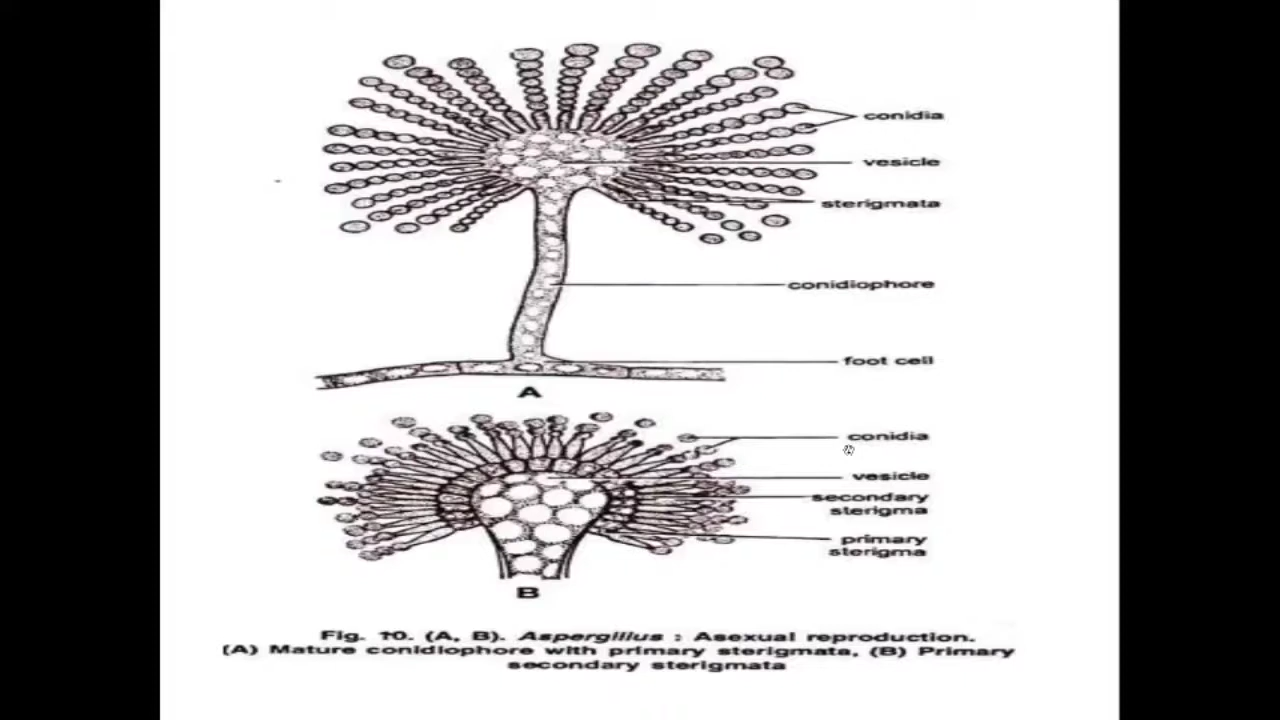 conidia
vesicle
sterigmata
conidiophore
foot cell
A
conidia
vesicle
secondary
sterigma
primary
sterigma
B
Fig. 10. (A, B). Aspergillus : Asexual reproduction.
(A) Mature conidiophore with primary sterigmata, (B) Primary
secondary sterigmata